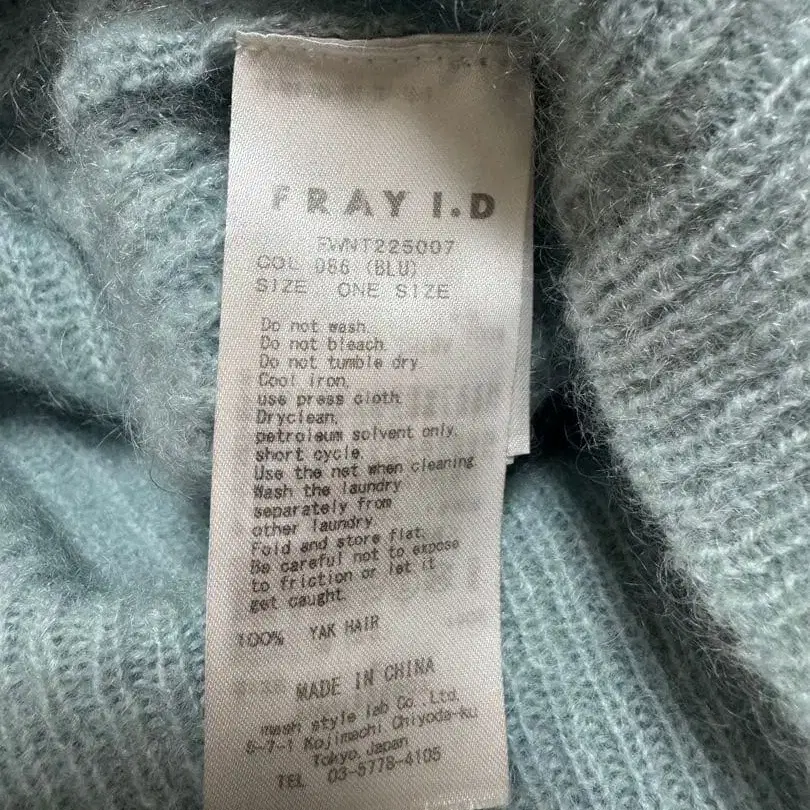 FRAY I.D
FWNT225007
COL 066 (BLU)
SIZE ONE SIZE
Do not wash.
Do not bleach.
Do not tumble dry
Cool iron,
use press cloth.
Dryclean,
petroleum solvent only,
short cycle.
Use the net when cleaning
Wash the laundry
separately from
other laundry.
Fold and store flat.
Be careful not to expose
to friction or let it
get caught.
100% YAK HAIR
MADE IN CHINA
mash style lab Co.,Ltd.
5-7-1 Kojimachi Chiyoda-ku
Tokyo,Japan
TEL 03-5778-4105